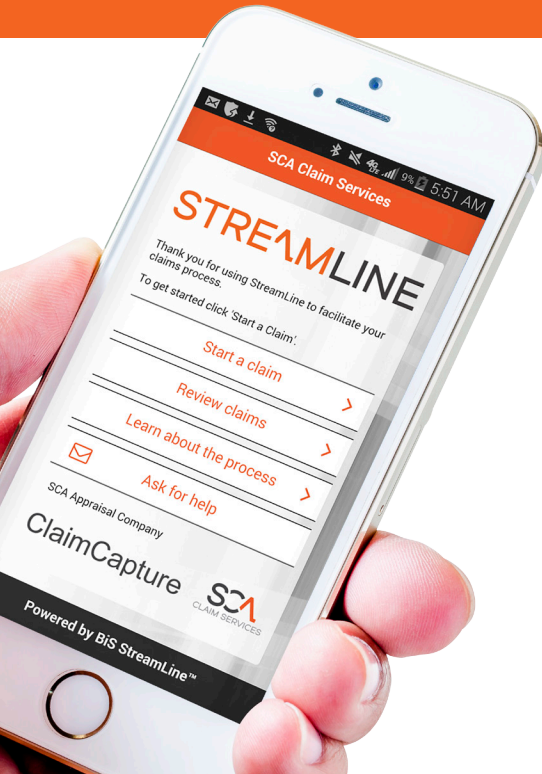 4G LTE 9% 5:51 AM
SCA Claim Services
STREAMLINE
Thank you for using StreamLine to facilitate your
claims process.
To get started click 'Start a Claim'.
Start a claim
Review claims
Learn about the process
Ask for help
SCA Appraisal Company
ClaimCapture
SCA
CLAIM SERVICES
Powered by BiS StreamLine™